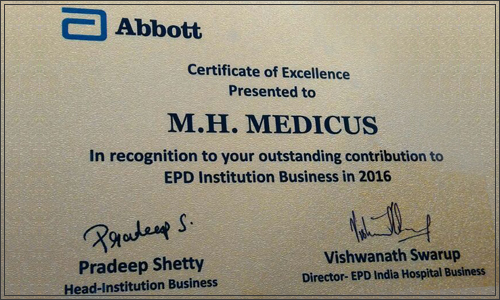 Abbott
Certificate of Excellence
Presented to
M.H. MEDICUS
In recognition to your outstanding contribution to
EPD Institution Business in 2016
Pradeep S.
Pradeep Shetty
Head-Institution Business
Vishwanath Swarup
Director- EPD India Hospital Business